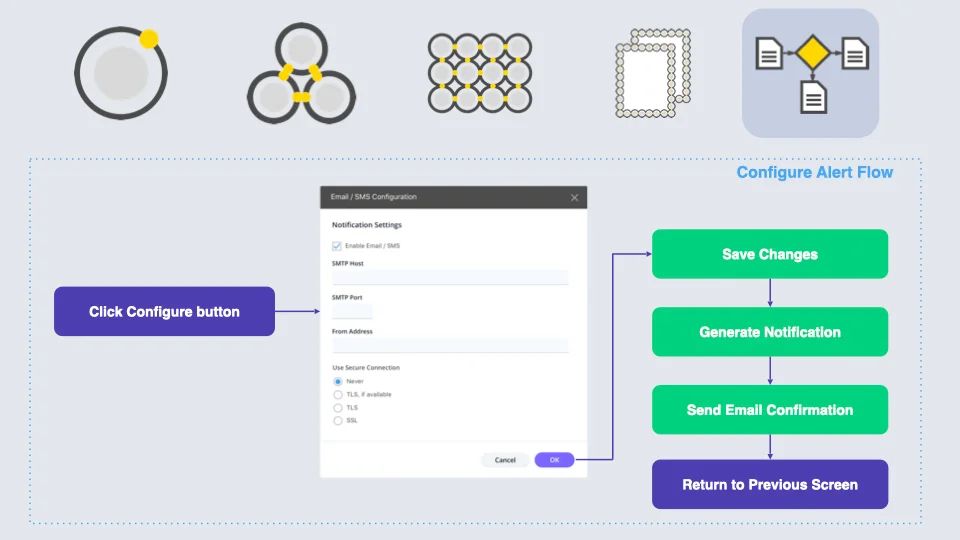 Configure Alert Flow
Email / SMS Configuration
Notification Settings
Enable Email / SMS
SMTP Host
SMTP Port
From Address
Use Secure Connection
Never
TLS, if available
TLS
SSL
Cancel
OK
Click Configure button
Save Changes
Generate Notification
Send Email Confirmation
Return to Previous Screen